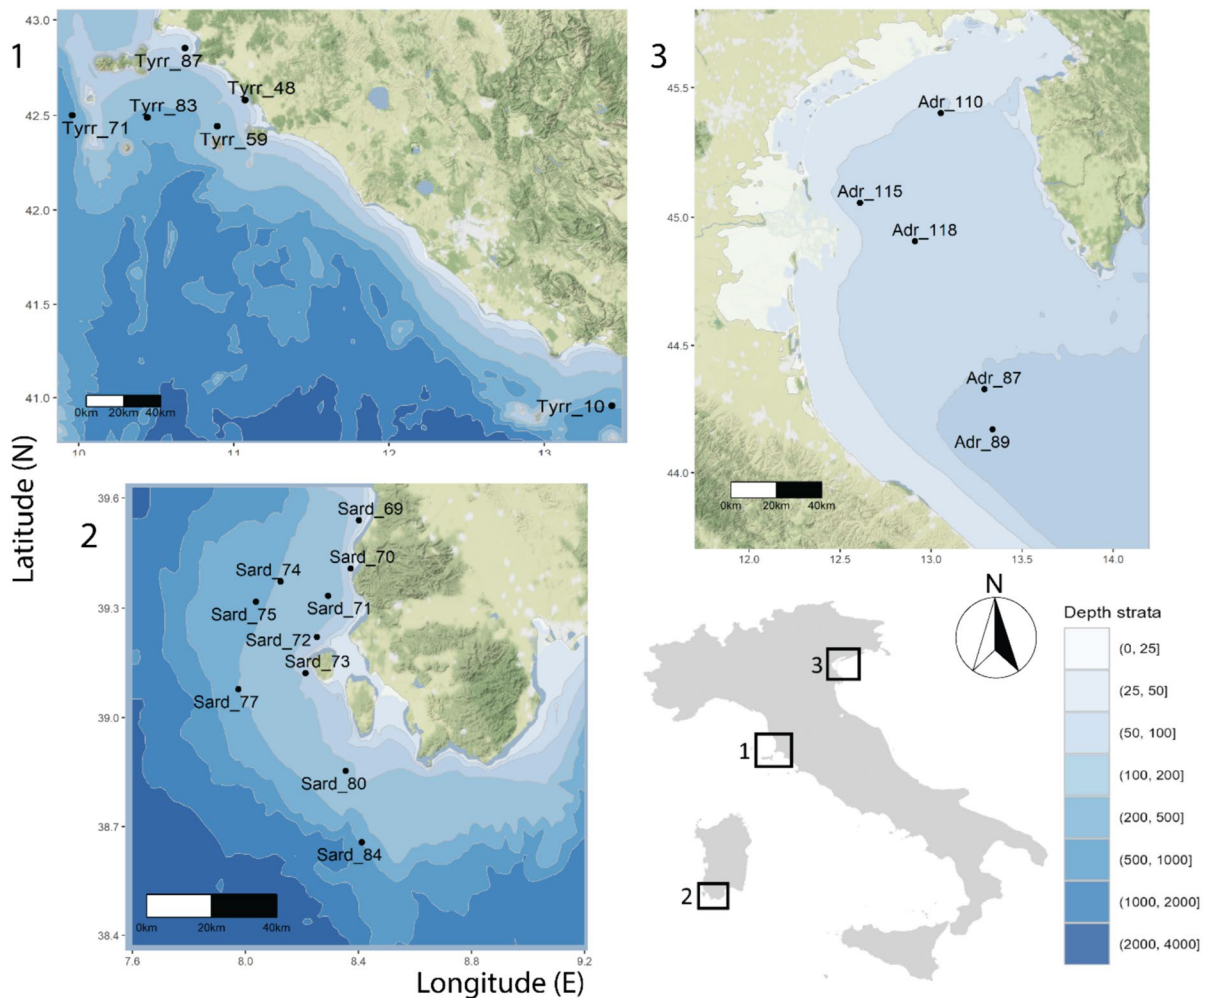 1
43.0
42.5
42.0
41.5
41.0
Tyrr_87
Tyrr_48
Tyrr_83
Tyrr_71
Tyrr_59
Tyrr_10
0km 20km 40km
10 11 12 13
3
45.5
45.0
44.5
44.0
Adr_110
Adr_115
Adr_118
Adr_87
Adr_89
0km 20km 40km
12.0 12.5 13.0 13.5 14.0
Latitude (N)
2
39.6
39.3
39.0
38.7
38.4
Sard_69
Sard_70
Sard_74
Sard_71
Sard_75
Sard_72
Sard_73
Sard_77
Sard_80
Sard_84
0km 20km 40km
7.6 8.0 8.4 8.8 9.2
Longitude (E)
N
3
1
2
Depth strata
(0, 25]
(25, 50]
(50, 100]
(100, 200]
(200, 500]
(500, 1000]
(1000, 2000]
(2000, 4000]